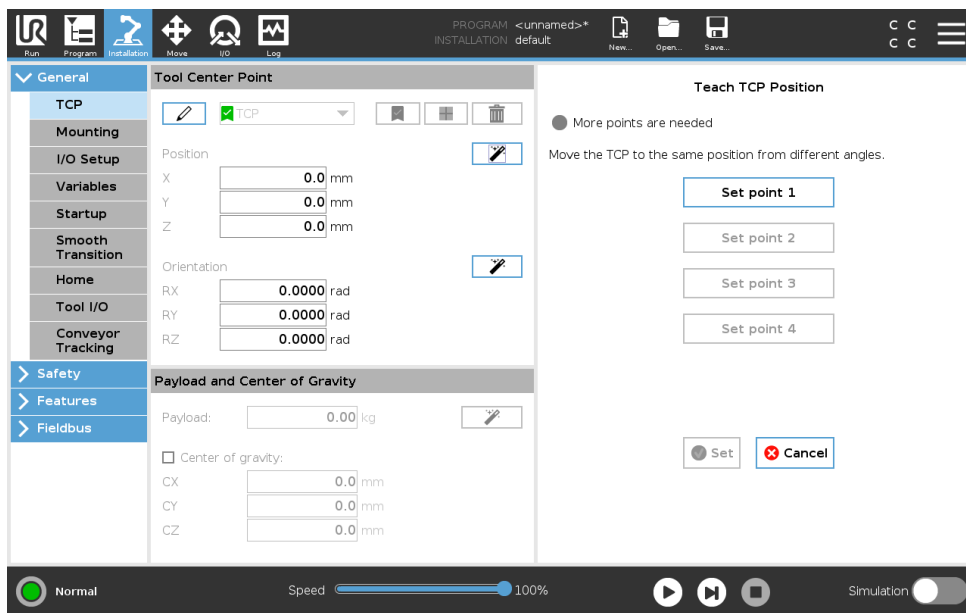 Run
Program
Installation
Move
I/O
Log
PROGRAM <unnamed>*
INSTALLATION default
New...
Open...
Save...
C C
C C
General
TCP
Mounting
I/O Setup
Variables
Startup
Smooth
Transition
Home
Tool I/O
Conveyor
Tracking
Safety
Features
Fieldbus
Tool Center Point
TCP
Position
X 0.0 mm
Y 0.0 mm
Z 0.0 mm
Orientation
RX 0.0000 rad
RY 0.0000 rad
RZ 0.0000 rad
Payload and Center of Gravity
Payload: 0.00 kg
Center of gravity:
CX 0.0 mm
CY 0.0 mm
CZ 0.0 mm
Teach TCP Position
More points are needed
Move the TCP to the same position from different angles.
Set point 1
Set point 2
Set point 3
Set point 4
Set Cancel
Normal
Speed 100%
Simulation